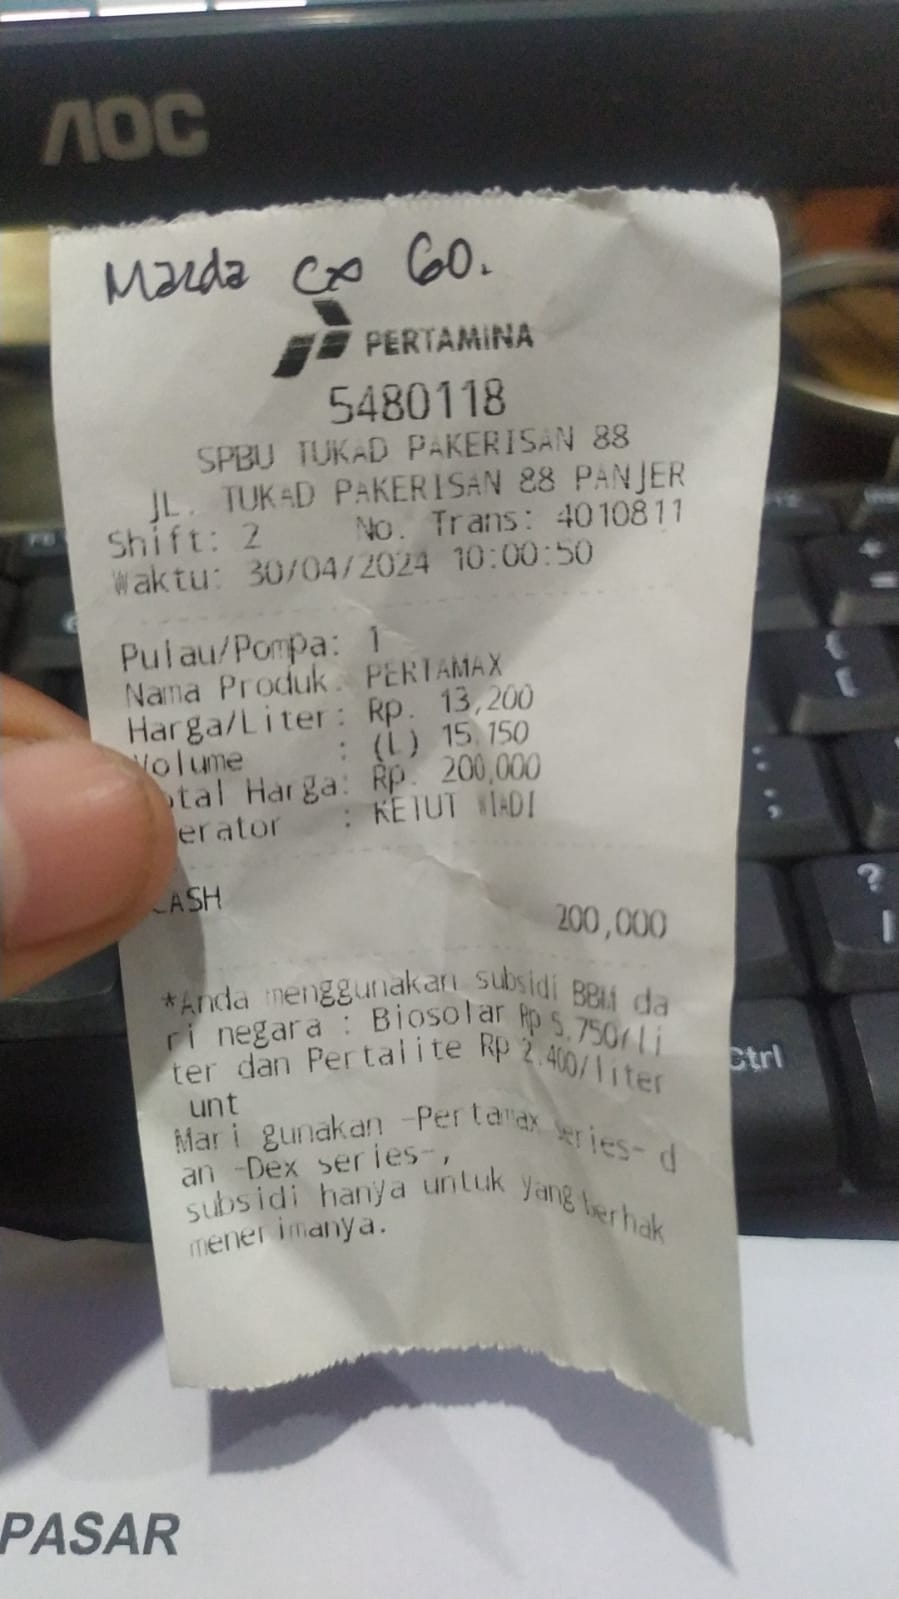 AOC
Mazda CX 60.
PERTAMINA
5480118
SPBU TUKAD PAKERISAN 88
JL. TUKAD PAKERISAN 88 PANJER
Shift: 2 No. Trans: 4010811
Waktu: 30/04/2024 10:00:50
Pulau/Pompa: 1
Nama Produk. PERTAMAX
Harga/Liter: Rp. 13,200
Volume : (L) 15.150
otal Harga: Rp. 200,000
erator : KETUT WIADI
CASH 200,000
*Anda menggunakan subsidi BBM da
ri negara : Biosolar Rp 5.750/li
ter dan Pertalite Rp 2.400/liter
unt
Mari gunakan -Pertamax series- d
an -Dex series-,
subsidi hanya untuk yang berhak
menerimanya.
Ctrl
PASAR